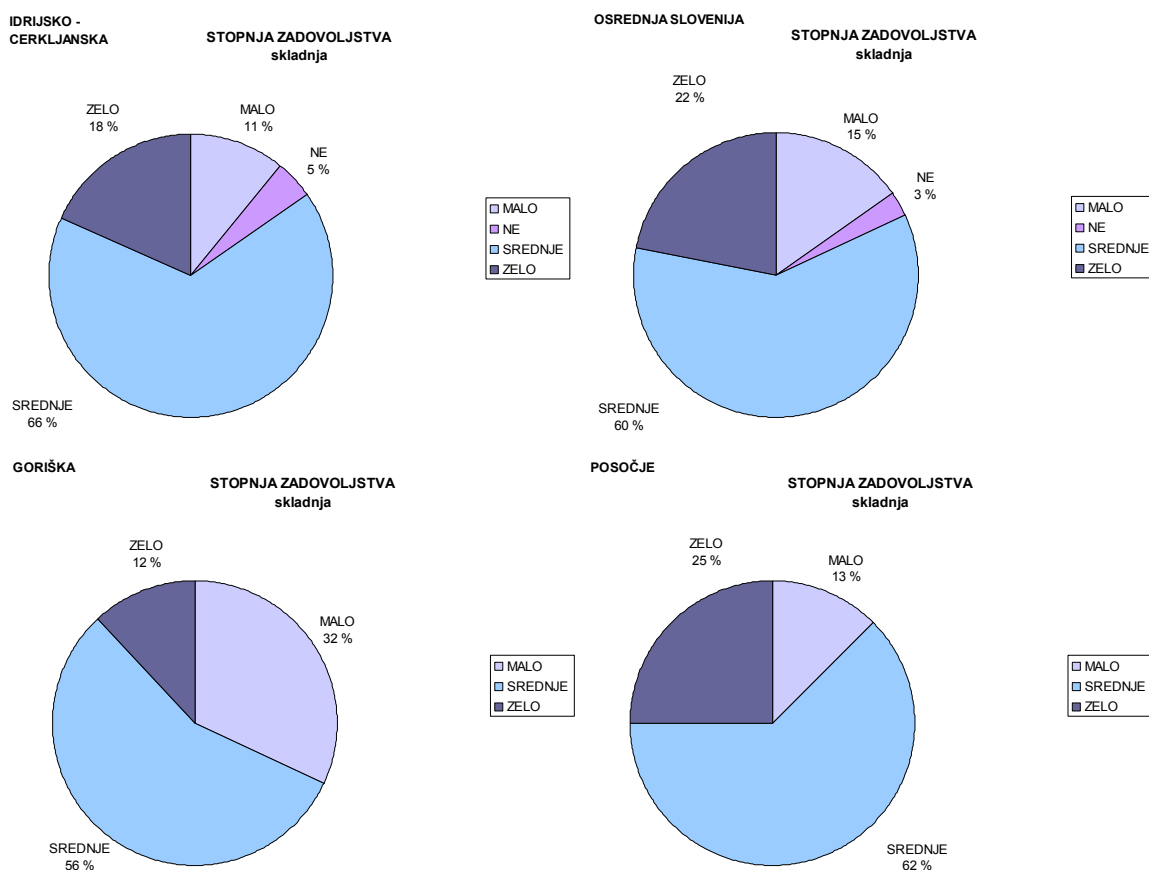 IDRIJSKO -
CERKLJANSKA
STOPNJA ZADOVOLJSTVA
skladnja
ZELO
18 %
MALO
11 %
NE
5 %
SREDNJE
66 %
MALO
NE
SREDNJE
ZELO
OSREDNJA SLOVENIJA
STOPNJA ZADOVOLJSTVA
skladnja
ZELO
22 %
MALO
15 %
NE
3 %
SREDNJE
60 %
MALO
NE
SREDNJE
ZELO
GORIŠKA
STOPNJA ZADOVOLJSTVA
skladnja
ZELO
12 %
MALO
32 %
SREDNJE
56 %
MALO
SREDNJE
ZELO
POSOČJE
STOPNJA ZADOVOLJSTVA
skladnja
ZELO
25 %
MALO
13 %
SREDNJE
62 %
MALO
SREDNJE
ZELO